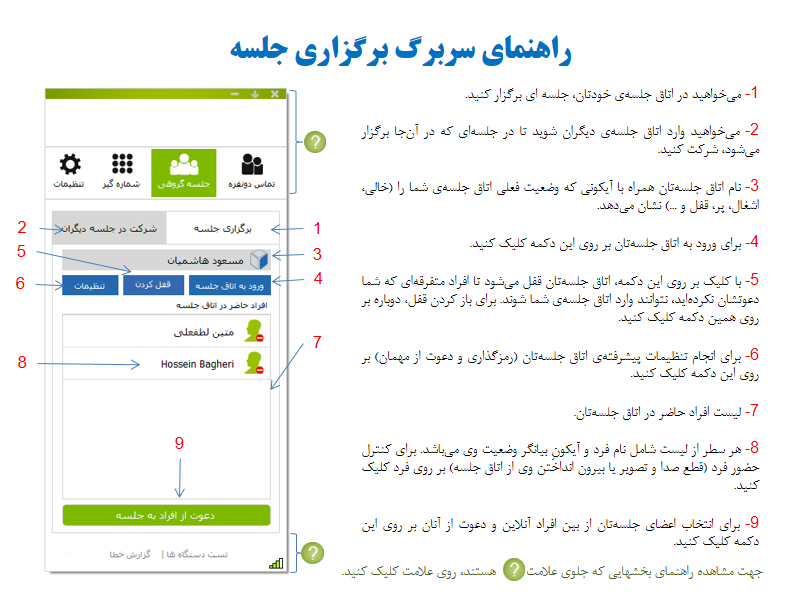 راهنمای سربرگ برگزاری جلسه
1- می‌خواهید در اتاق جلسه‌ی خودتان، جلسه ای برگزار کنید.
2- می‌خواهید وارد اتاق جلسه‌ی دیگران شوید تا در جلسه‌ای که در آن‌جا برگزار
می‌شود، شرکت کنید.
3- نام اتاق جلسه‌تان همراه با آیکونی که وضعیت فعلی اتاق جلسه‌ی شما را (خالی،
اشغال، پر، قفل و ...) نشان می‌دهد.
4- برای ورود به اتاق جلسه‌تان بر روی این دکمه کلیک کنید.
5- با کلیک بر روی این دکمه، اتاق جلسه‌تان قفل می‌شود تا افراد متفرقه‌ای که شما
دعوتشان نکرده‌اید، نتوانند وارد اتاق جلسه‌ی شما شوند. برای باز کردن قفل، دوباره بر
روی همین دکمه کلیک کنید.
6- برای انجام تنظیمات پیشرفته‌ی اتاق جلسه‌تان (رمزگذاری و دعوت از مهمان) بر
روی این دکمه کلیک کنید.
7- لیست افراد حاضر در اتاق جلسه‌تان.
8- هر سطر از لیست شامل نام فرد و آیکونِ بیانگر وضعیت وی می‌باشد. برای کنترل
حضور فرد (قطع صدا و تصویر یا بیرون انداختن وی از اتاق جلسه) بر روی فرد کلیک
کنید.
9- برای انتخاب اعضای جلسه‌تان از بین افراد آنلاین و دعوت از آنان بر روی این
دکمه کلیک کنید.
جهت مشاهده راهنمای بخشهایی که جلوی علامت ? هستند، روی علامت کلیک کنید.
?
تماس دونفره
جلسه گروهی
شماره گیر
تنظیمات
برگزاری جلسه
شرکت در جلسه دیگران
1
2
مسعود هاشمیان
3
5
ورود به اتاق جلسه
قفل کردن
تنظیمات
4
6
افراد حاضر در اتاق جلسه
متین لطفعلی
7
Hossein Bagheri
8
9
دعوت از افراد به جلسه
تست دستگاه ها | گزارش خطا
?